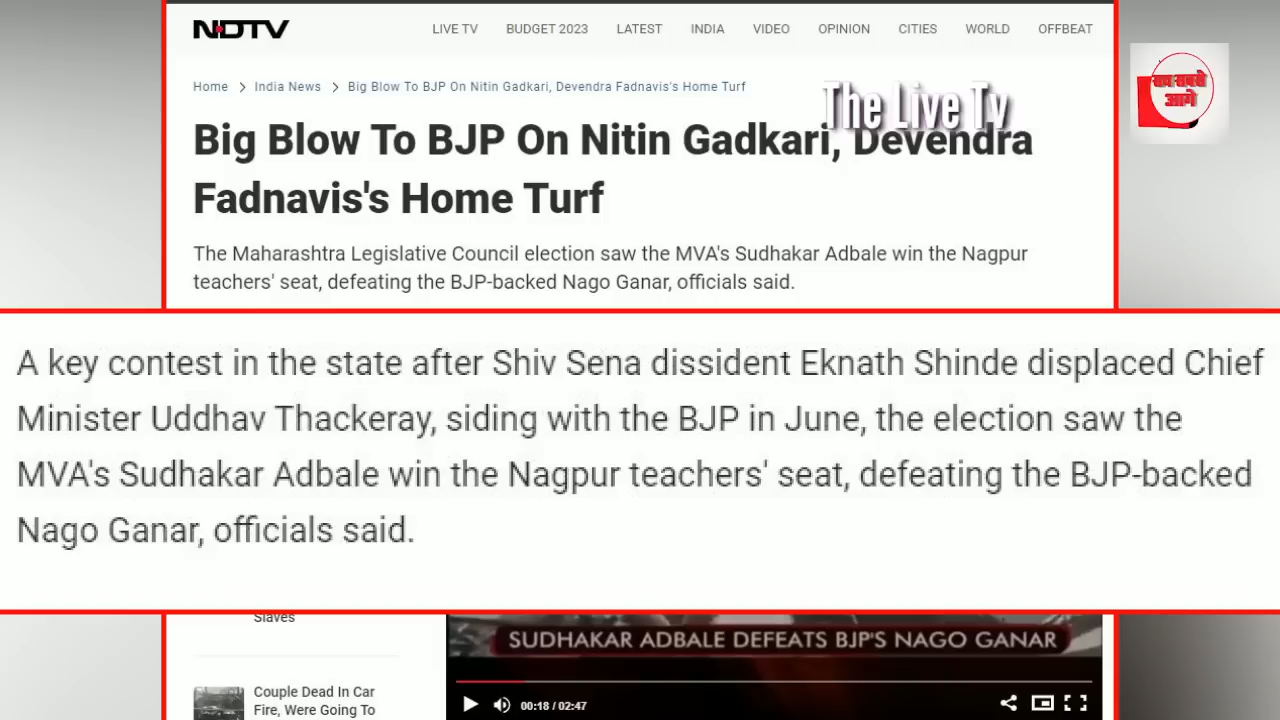 NDTV
LIVE TV BUDGET 2023 LATEST INDIA VIDEO OPINION CITIES WORLD OFFBEAT
Home > India News > Big Blow To BJP On Nitin Gadkari, Devendra Fadnavis's Home Turf
The Live Tv
सच सबसे
आगे
Big Blow To BJP On Nitin Gadkari, Devendra
Fadnavis's Home Turf
The Maharashtra Legislative Council election saw the MVA's Sudhakar Adbale win the Nagpur
teachers' seat, defeating the BJP-backed Nago Ganar, officials said.
A key contest in the state after Shiv Sena dissident Eknath Shinde displaced Chief
Minister Uddhav Thackeray, siding with the BJP in June, the election saw the
MVA's Sudhakar Adbale win the Nagpur teachers' seat, defeating the BJP-backed
Nago Ganar, officials said.
Slaves
SUDHAKAR ADBALE DEFEATS BJP'S NAGO GANAR
Couple Dead In Car
Fire, Were Going To
00:18 / 02:47